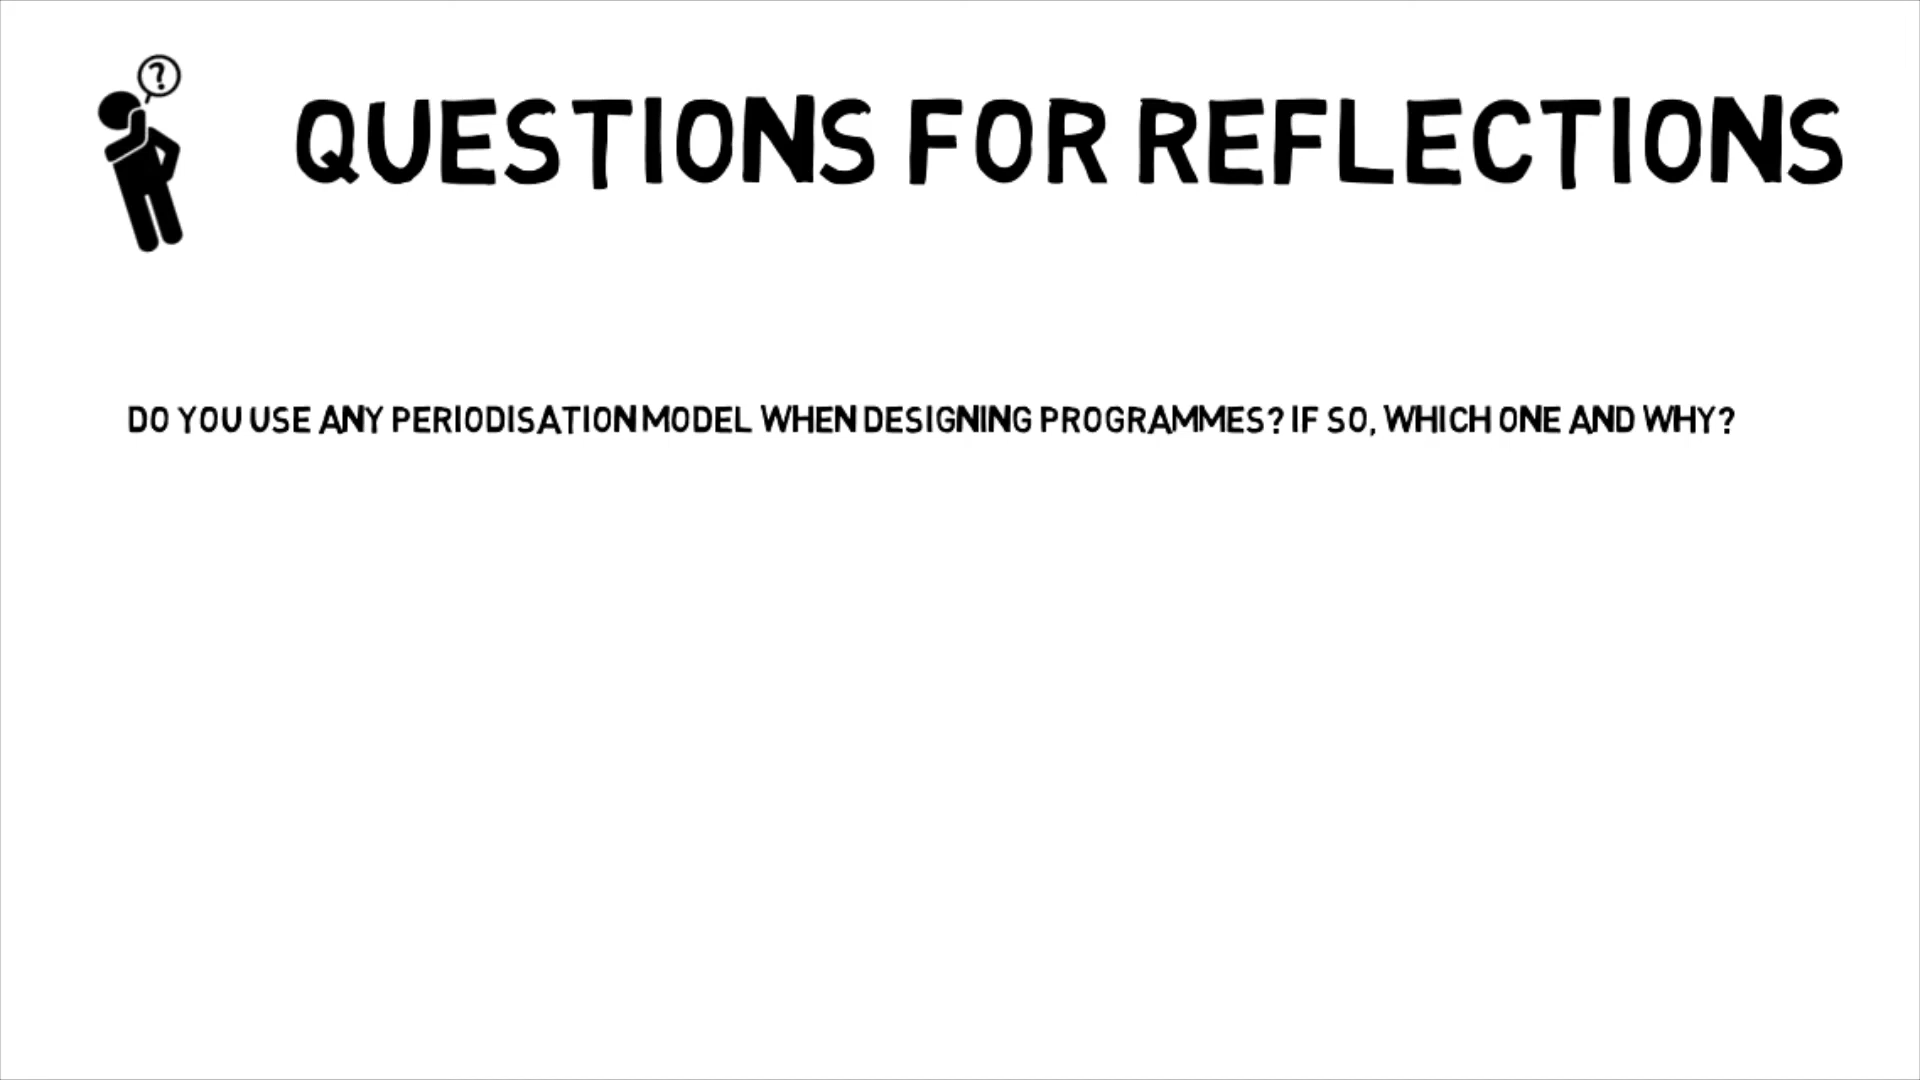 ?
QUESTIONS FOR REFLECTIONS
DO YOU USE ANY PERIODISATION MODEL WHEN DESIGNING PROGRAMMES? IF SO, WHICH ONE AND WHY?